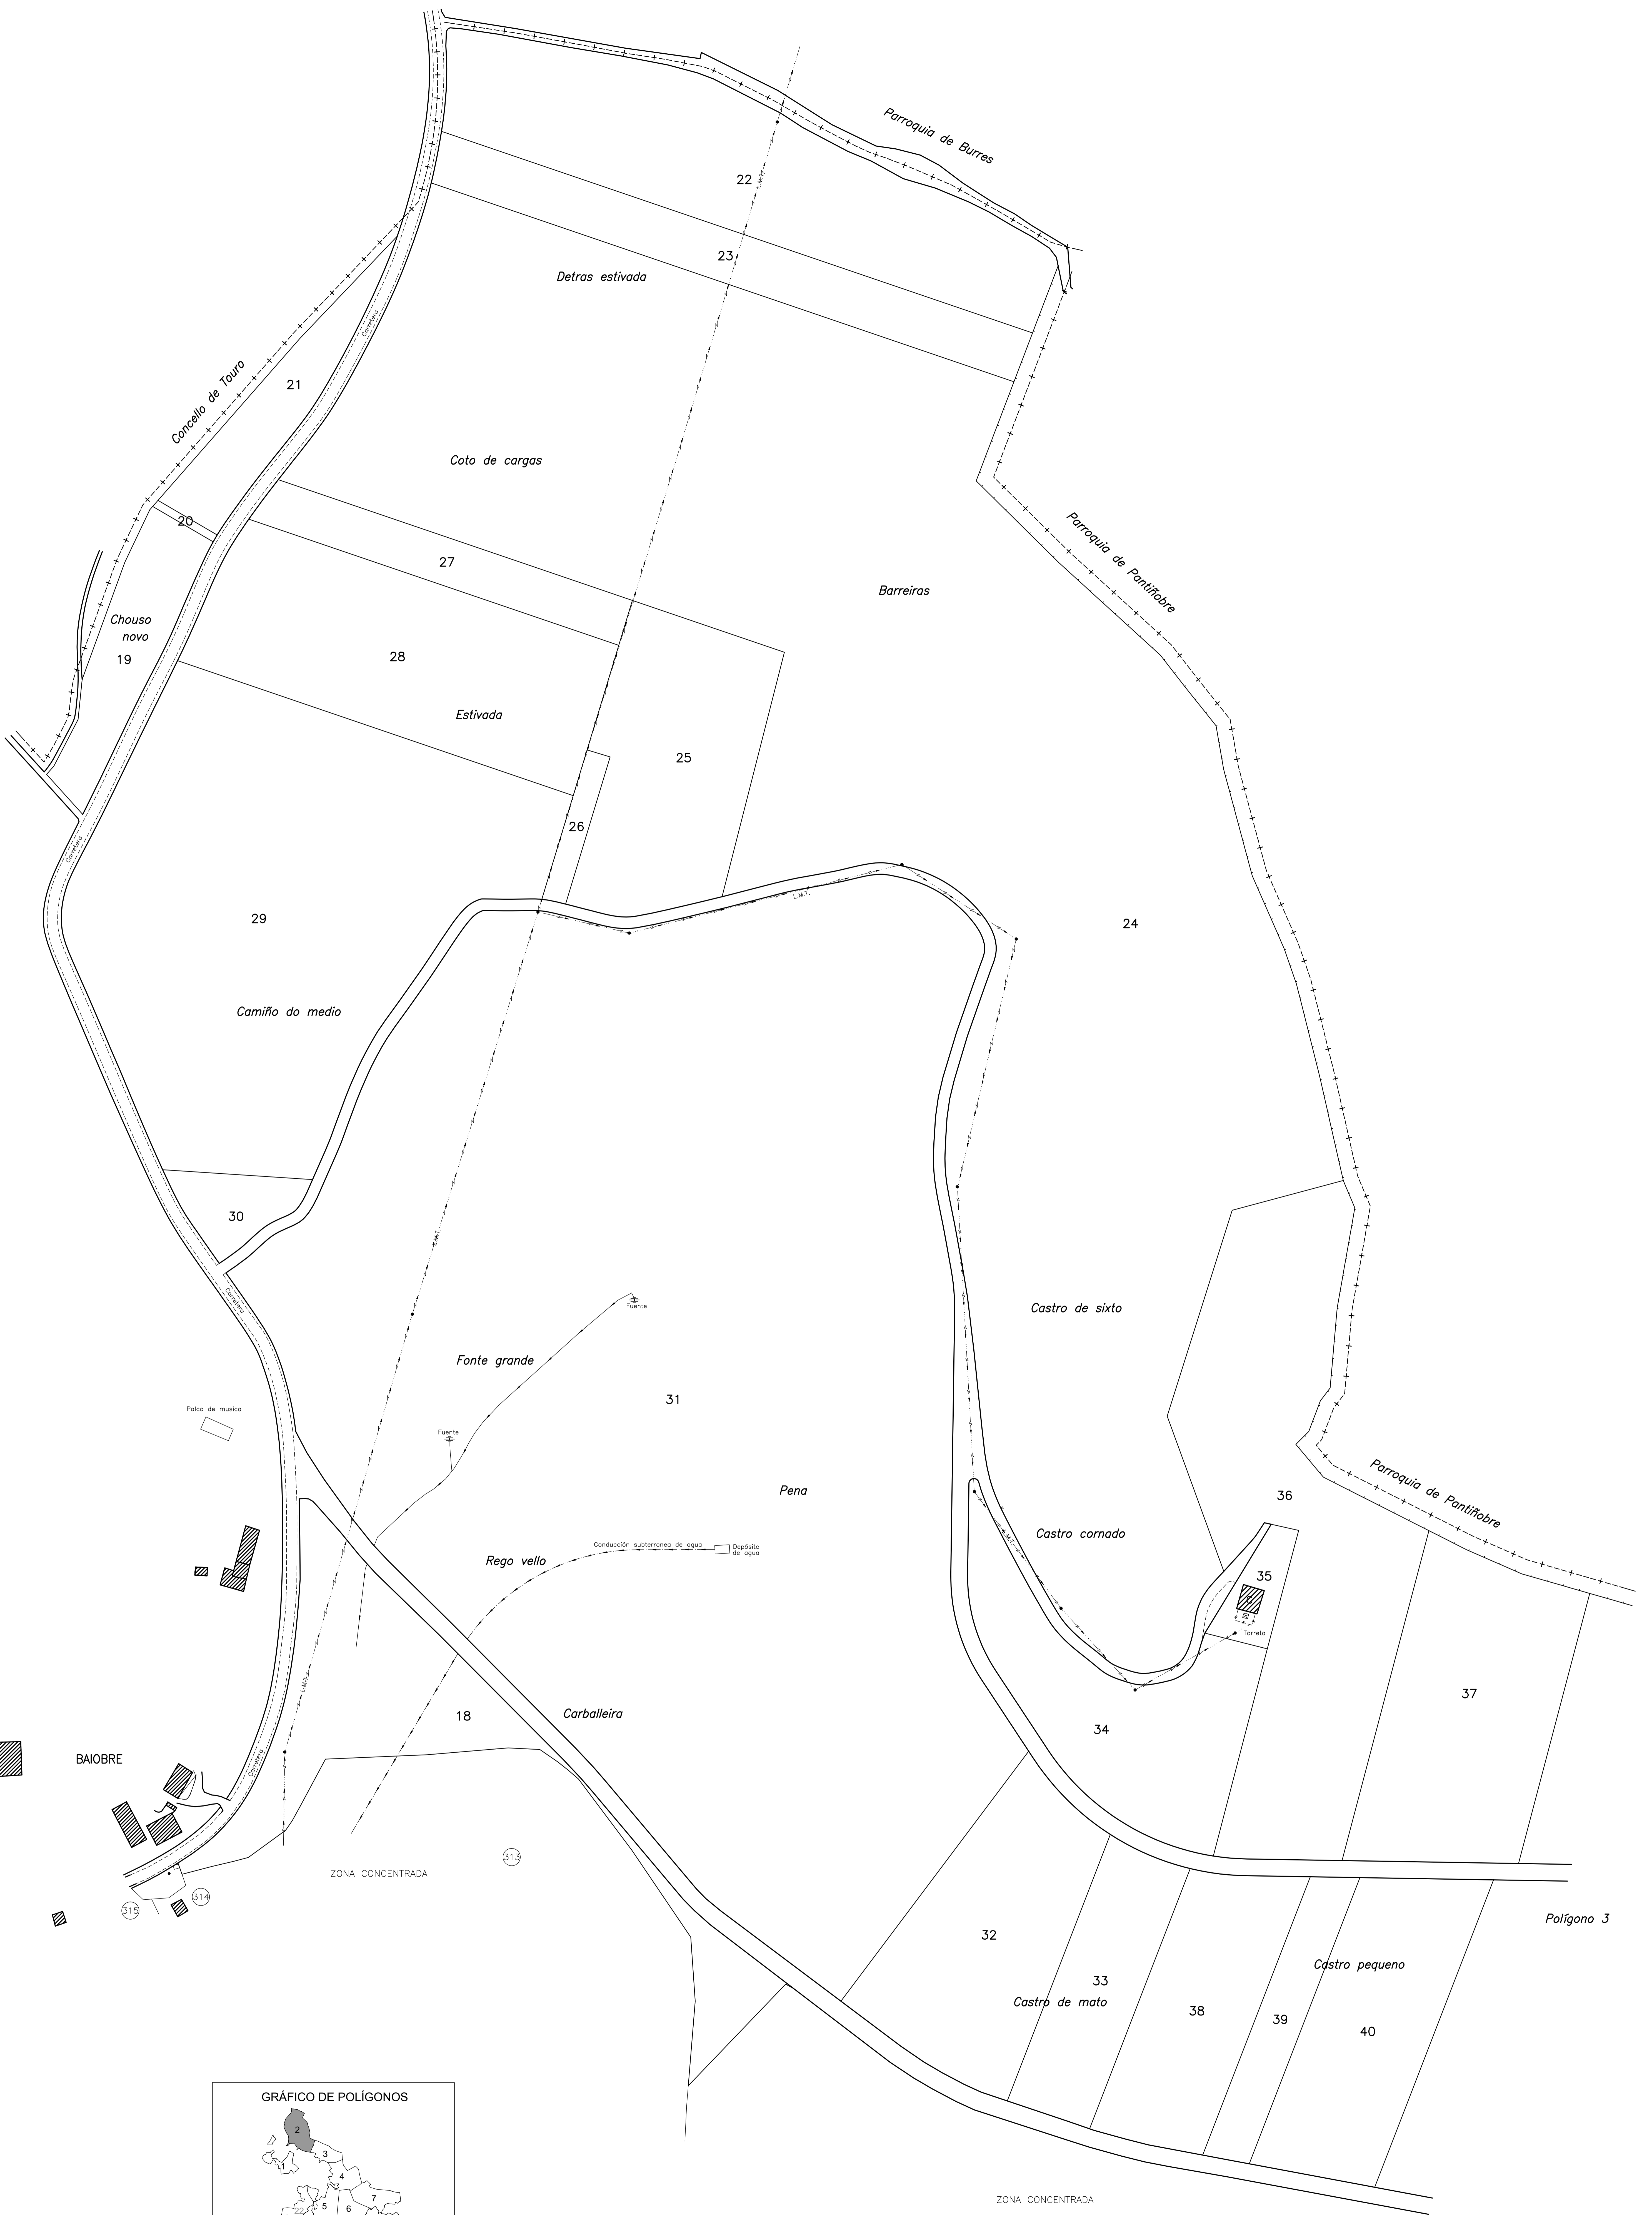 Parroquia de Burres
22
L.M.T.
23
Detras estivada
Carretera
Concello de Touro
21
Coto de cargas
20
Parroquia de Pantiñobre
27
Barreiras
Chouso
novo
19
28
Estivada
25
26
Carretera
L.M.T.
29
24
Camiño do medio
30
L.M.T.
Carretera
Fuente
Castro de sixto
Fonte grande
31
Palco de musica
Fuente
Parroquia de Pantiñobre
Pena
36
Castro cornado
L.M.T.
Conducción subterranea de agua
Depósito
de agua
Rego vello
35
Torreta
L.M.T.
37
18
Carballeira
34
BAIOBRE
Carretera
313
ZONA CONCENTRADA
314
315
Polígono 3
32
Castro pequeno
33
Castro de mato
38
39
40
GRÁFICO DE POLÍGONOS
2
3
1
4
7
5
6
22
ZONA CONCENTRADA